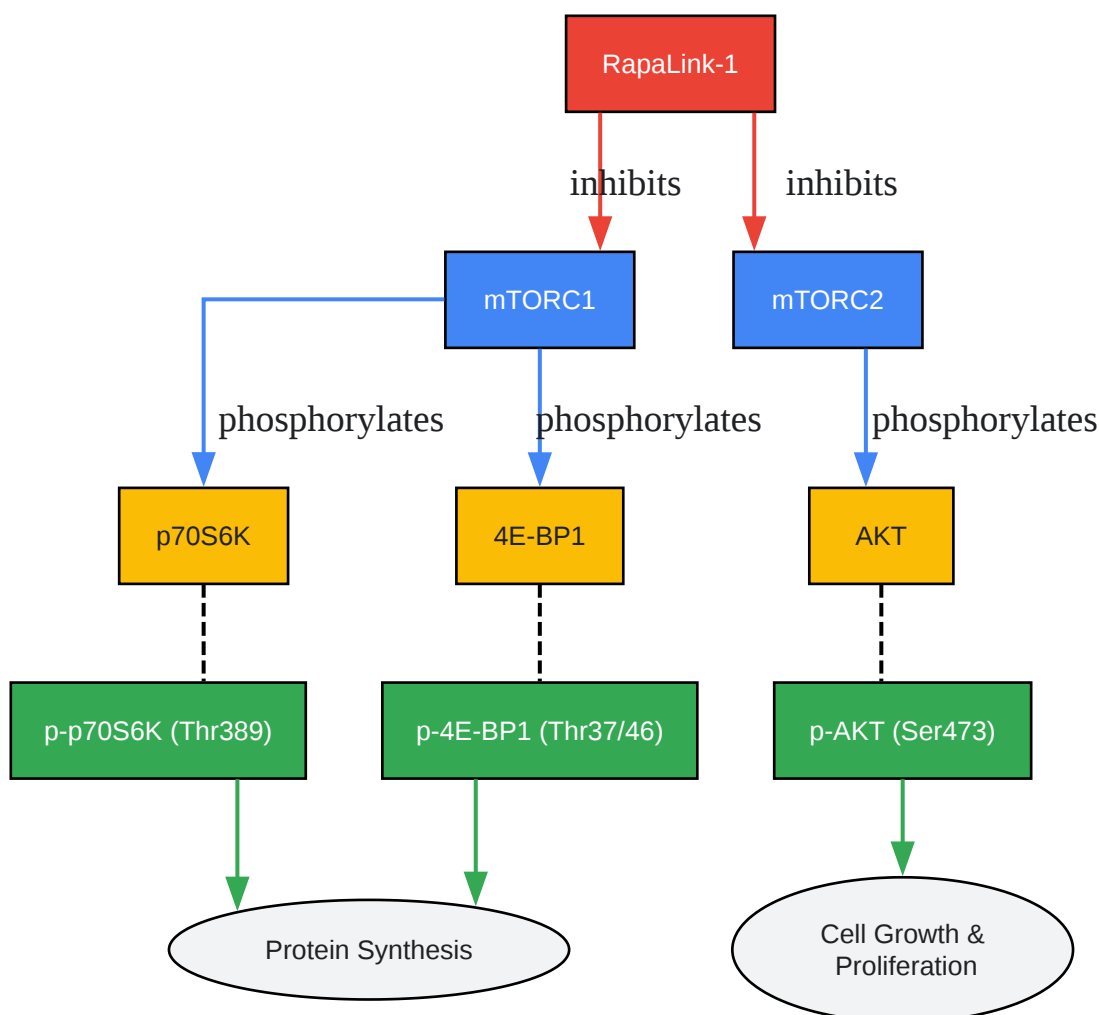 RapaLink-1
inhibits
inhibits
mTORC1
mTORC2
phosphorylates
phosphorylates
phosphorylates
p70S6K
4E-BP1
AKT
p-p70S6K (Thr389)
p-4E-BP1 (Thr37/46)
p-AKT (Ser473)
Protein Synthesis
Cell Growth &
Proliferation